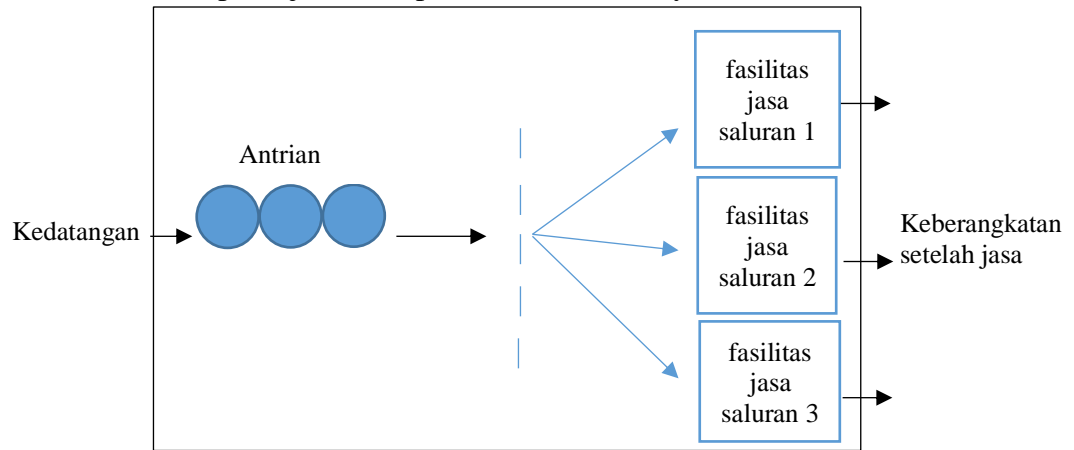 fasilitas
jasa
saluran 1
Antrian
Kedatangan
fasilitas
jasa
saluran 2
Keberangkatan
setelah jasa
fasilitas
jasa
saluran 3